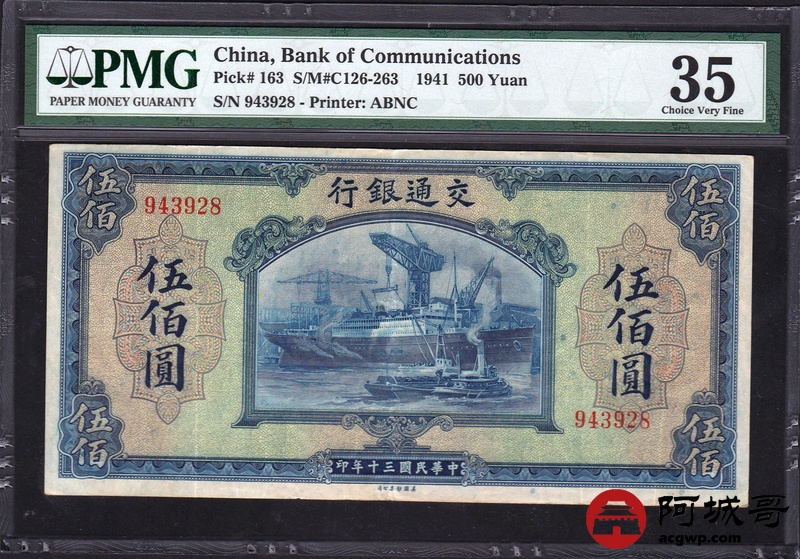 PMG
PAPER MONEY GUARANTY
China, Bank of Communications
Pick# 163 S/M#C126-263 1941 500 Yuan
S/N 943928 - Printer: ABNC
35
Choice Very Fine
伍佰
伍佰
943928
交通銀行
伍佰圓
伍佰圓
943928
伍佰
伍佰
中華民國三十年印
阿城哥
acgwp.com